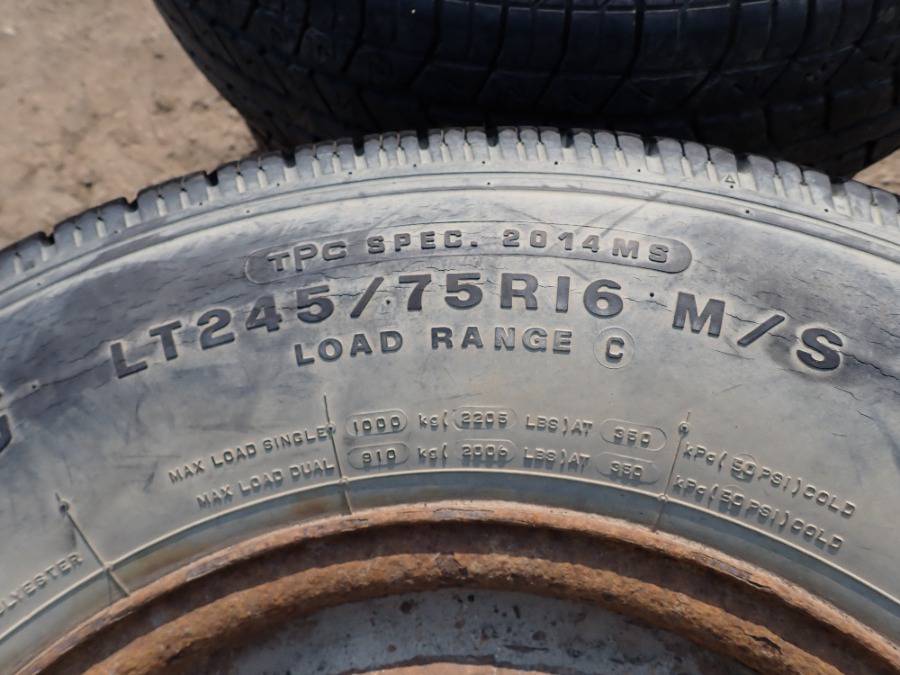 TPC SPEC. 2014MS
LT245/75R16 M/S
LOAD RANGE C
MAX LOAD SINGLE 1000 kg( 2205 LBS)AT 350 kPa( 50 PSI)COLD
MAX LOAD DUAL 910 kg( 2006 LBS)AT 350 kPa( 50 PSI)COLD